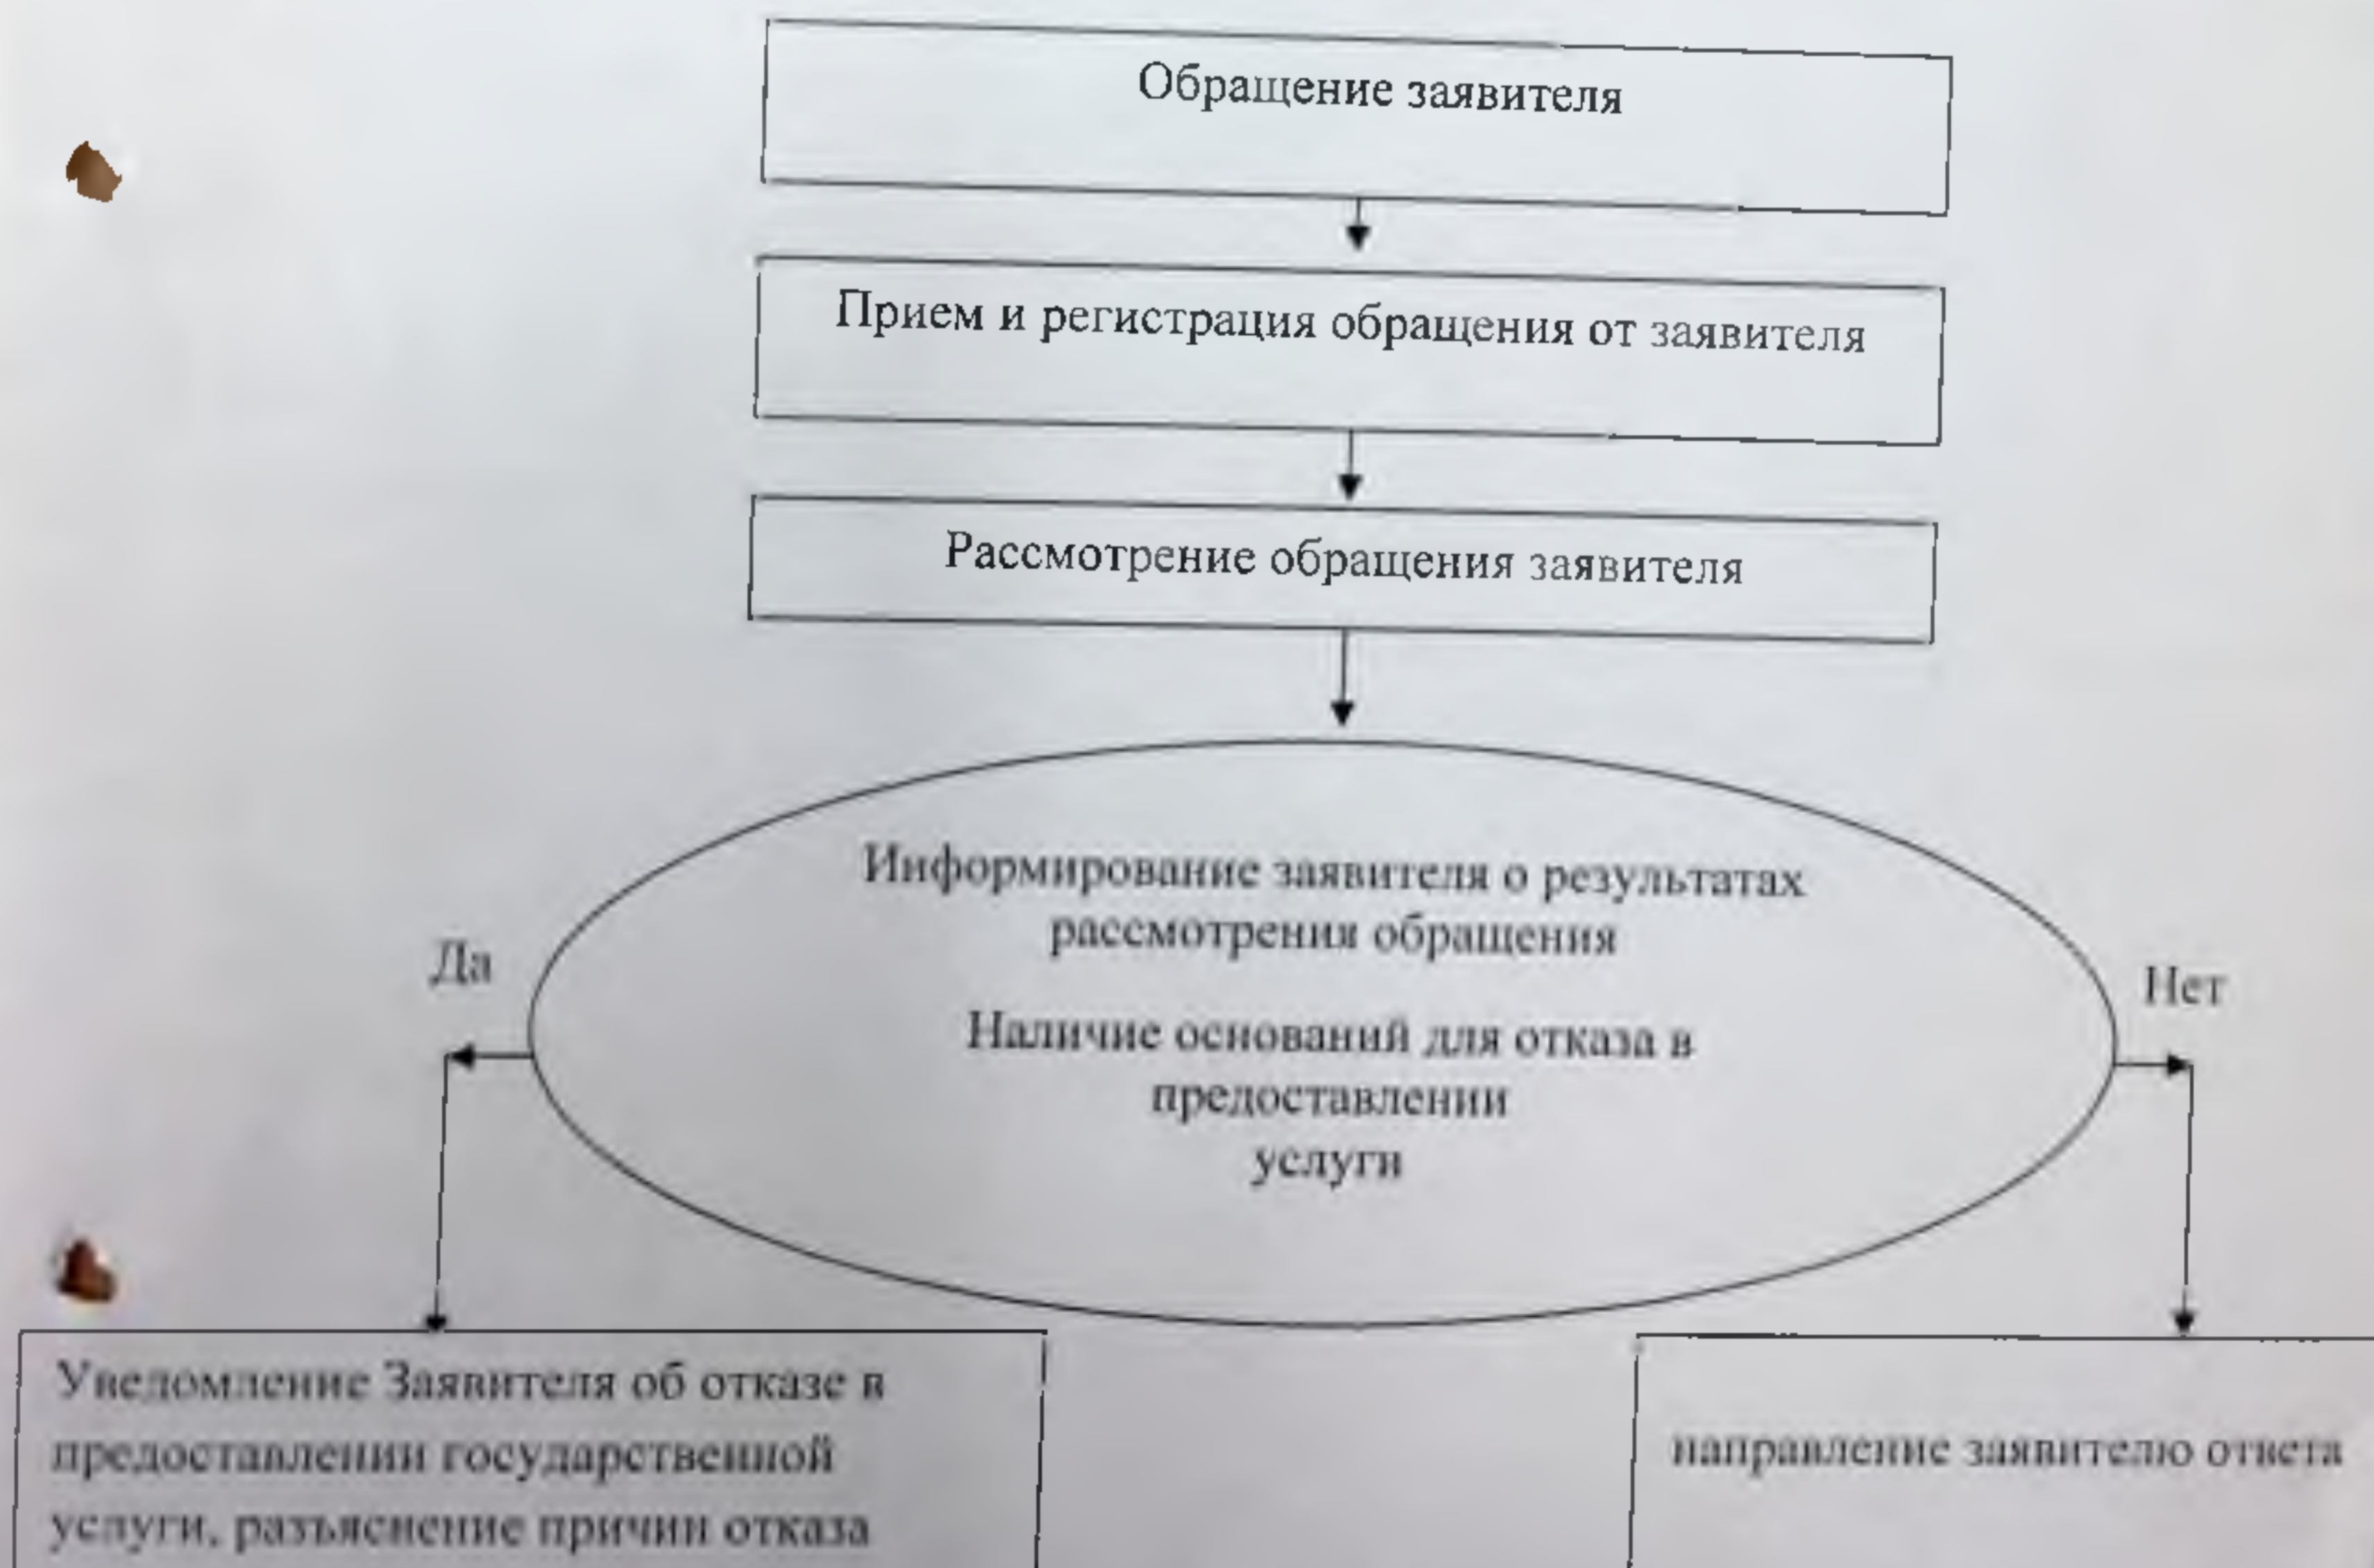 Обращение заявителя
Прием и регистрация обращения от заявителя
Рассмотрение обращения заявителя
Информирование заявителя о результатах
рассмотрения обращения
Да
Нет
Наличие оснований для отказа в
предоставлении
услуги
Уведомление Заявителя об отказе в
предоставлении государственной
услуги, разъяснение причин отказа
направление заявителю ответа